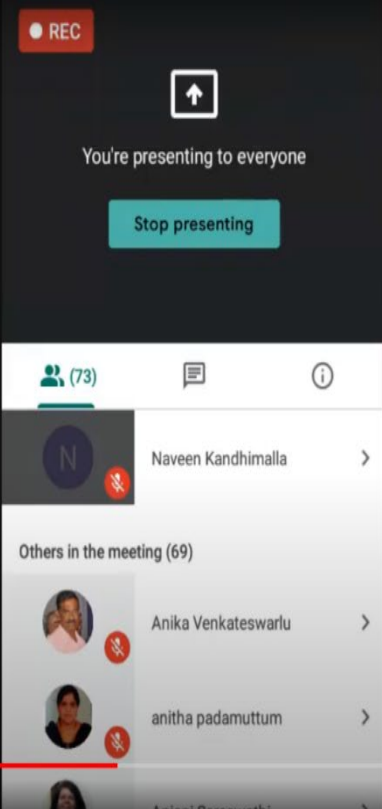 REC
You're presenting to everyone
Stop presenting
(73)
N
Naveen Kandhimalla
Others in the meeting (69)
Anika Venkateswarlu
anitha padamuttum